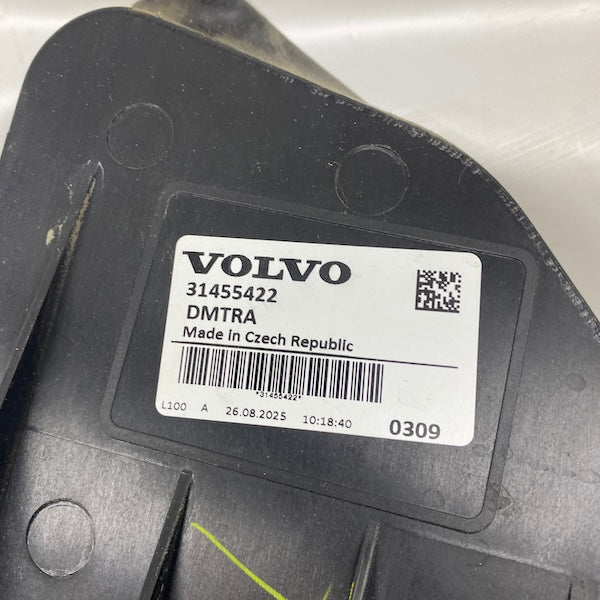 VOLVO
31455422
DMTRA
Made in Czech Republic
*31455422*
L100 A 26.08.2025 10:18:40 0309